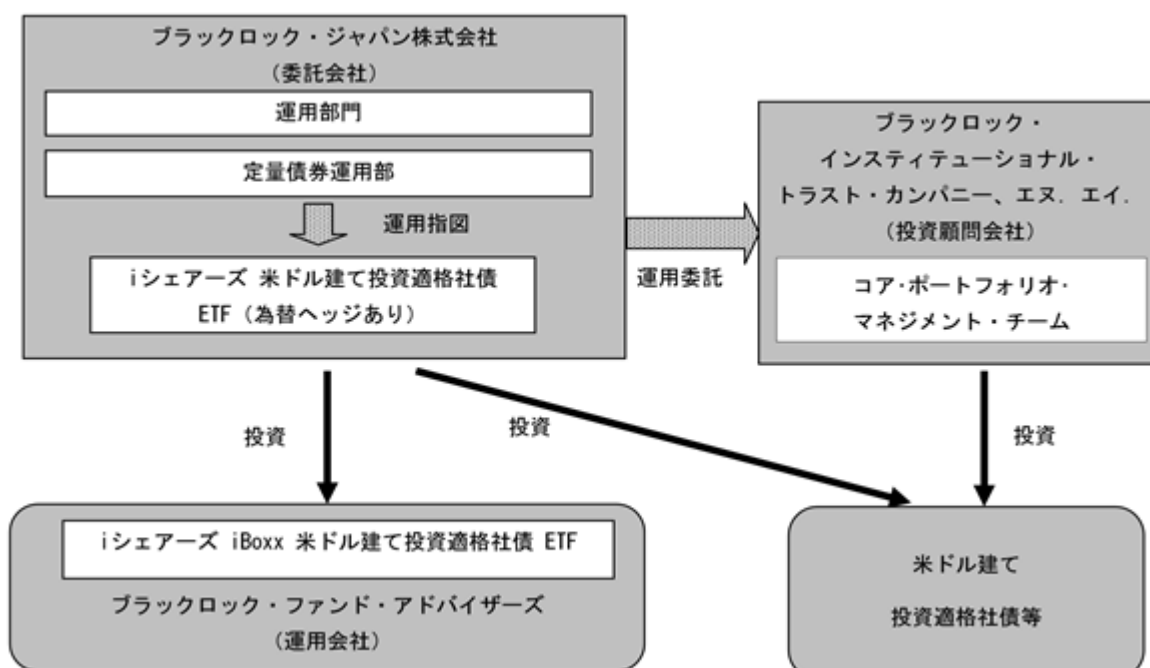 ブラックロック・ジャパン株式会社
(委託会社)
運用部門
定量債券運用部
運用指図
iシェアーズ 米ドル建て投資適格社債
ETF(為替ヘッジあり)
運用委託
ブラックロック・
インスティテューショナル・
トラスト・カンパニー、エヌ. エイ.
(投資顧問会社)
コア・ポートフォリオ・
マネジメント・チーム
投資
投資
投資
iシェアーズ iBoxx 米ドル建て投資適格社債 ETF
ブラックロック・ファンド・アドバイザーズ
(運用会社)
米ドル建て
投資適格社債等